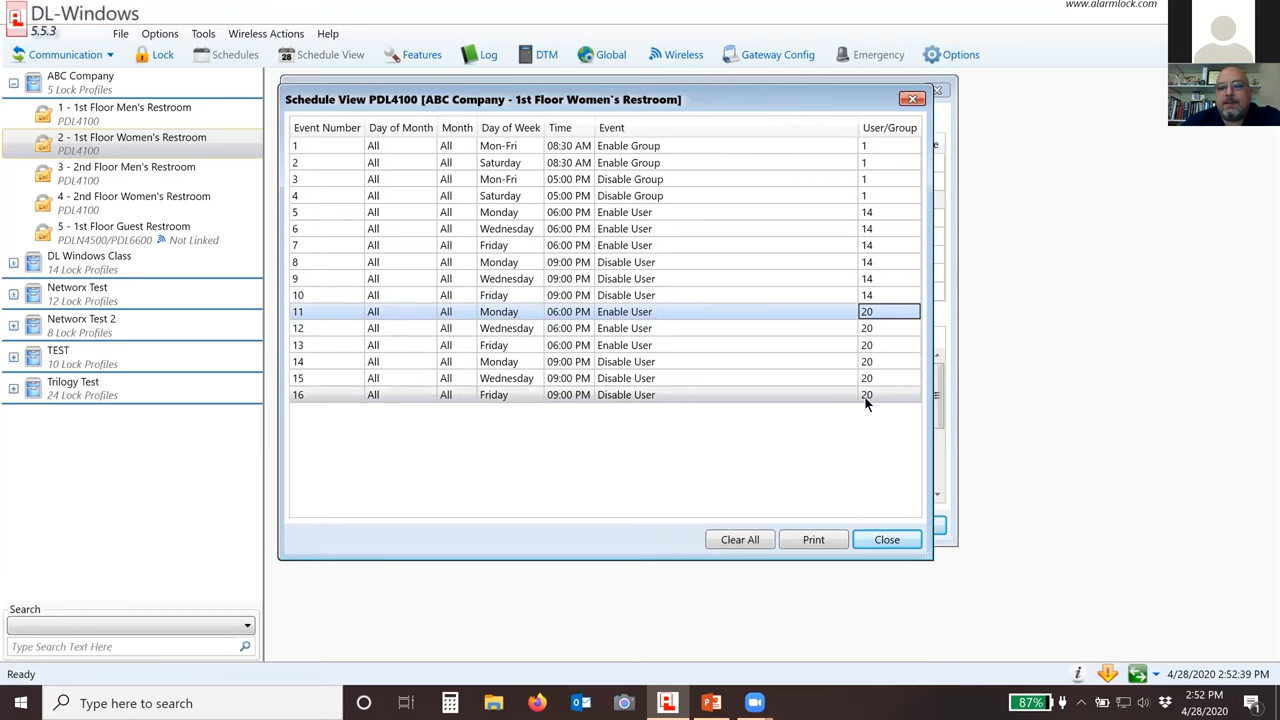 DL-Windows
5.5.3
www.alarmlock.com
File Options Tools Wireless Actions Help
Communication Lock Schedules 28 Schedule View Features Log DTM Global Wireless Gateway Config Emergency Options
ABC Company
5 Lock Profiles
1 - 1st Floor Men's Restroom
PDL4100
2 - 1st Floor Women's Restroom
PDL4100
3 - 2nd Floor Men's Restroom
PDL4100
4 - 2nd Floor Women's Restroom
PDL4100
5 - 1st Floor Guest Restroom
PDLN4500/PDL6600 Not Linked
DL Windows Class
14 Lock Profiles
Networx Test
12 Lock Profiles
Networx Test 2
8 Lock Profiles
TEST
10 Lock Profiles
Trilogy Test
24 Lock Profiles
Schedule View PDL4100 [ABC Company - 1st Floor Women's Restroom]
Event Number Day of Month Month Day of Week Time Event User/Group
1 All All Mon-Fri 08:30 AM Enable Group 1
2 All All Saturday 08:30 AM Enable Group 1
3 All All Mon-Fri 05:00 PM Disable Group 1
4 All All Saturday 05:00 PM Disable Group 1
5 All All Monday 06:00 PM Enable User 14
6 All All Wednesday 06:00 PM Enable User 14
7 All All Friday 06:00 PM Enable User 14
8 All All Monday 09:00 PM Disable User 14
9 All All Wednesday 09:00 PM Disable User 14
10 All All Friday 09:00 PM Disable User 14
11 All All Monday 06:00 PM Enable User 20
12 All All Wednesday 06:00 PM Enable User 20
13 All All Friday 06:00 PM Enable User 20
14 All All Monday 09:00 PM Disable User 20
15 All All Wednesday 09:00 PM Disable User 20
16 All All Friday 09:00 PM Disable User 20
Clear All Print Close
Search
Type Search Text Here
Ready
4/28/2020 2:52:39 PM
Type here to search
87%
2:52 PM
4/28/2020